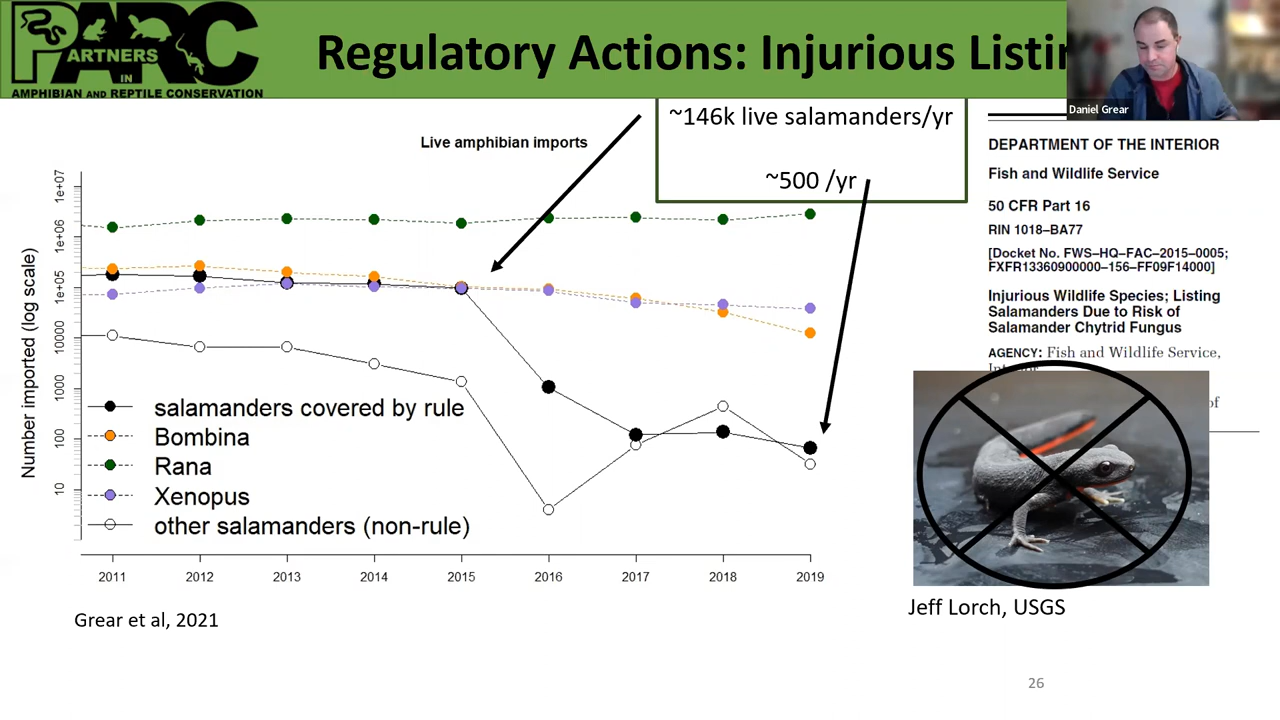 PARC
PARTNERS
IN
AMPHIBIAN AND REPTILE CONSERVATION
Regulatory Actions: Injurious Listin
Daniel Grear
~146k live salamanders/yr
~500 /yr
Live amphibian imports
Number imported (log scale)
1e+07
1e+06
1e+05
10000
1000
100
10
salamanders covered by rule
Bombina
Rana
Xenopus
other salamanders (non-rule)
2011 2012 2013 2014 2015 2016 2017 2018 2019
Grear et al, 2021
DEPARTMENT OF THE INTERIOR
Fish and Wildlife Service
50 CFR Part 16
RIN 1018–BA77
[Docket No. FWS–HQ–FAC–2015–0005;
FXFR13360900000–156–FF09F14000]
Injurious Wildlife Species; Listing
Salamanders Due to Risk of
Salamander Chytrid Fungus
AGENCY: Fish and Wildlife Service,
of
Jeff Lorch, USGS
26